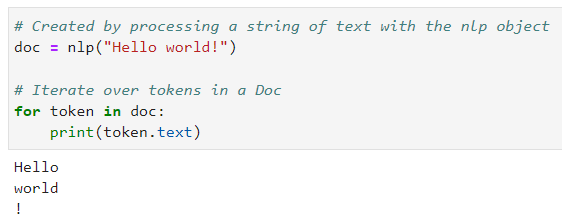 # Created by processing a string of text with the nlp object
doc = nlp("Hello world!")
# Iterate over tokens in a Doc
for token in doc:
    print(token.text)
Hello
world
!